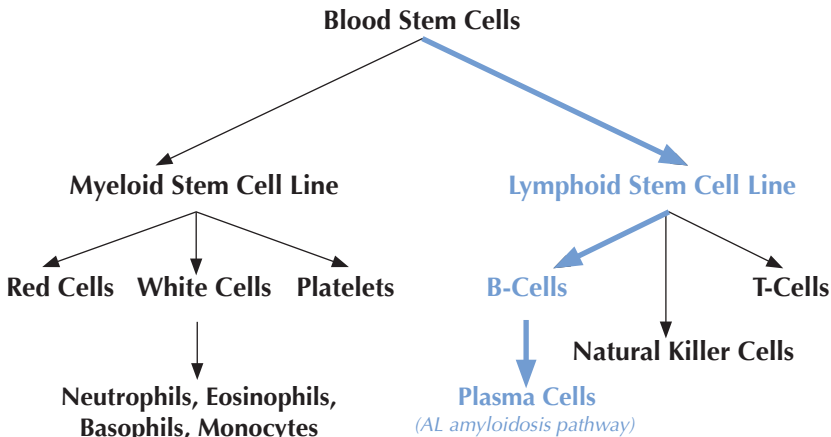 Blood Stem Cells
Myeloid Stem Cell Line
Lymphoid Stem Cell Line
Red Cells
White Cells
Platelets
B-Cells
T-Cells
Natural Killer Cells
Neutrophils, Eosinophils,
Basophils, Monocytes
Plasma Cells
(AL amyloidosis pathway)